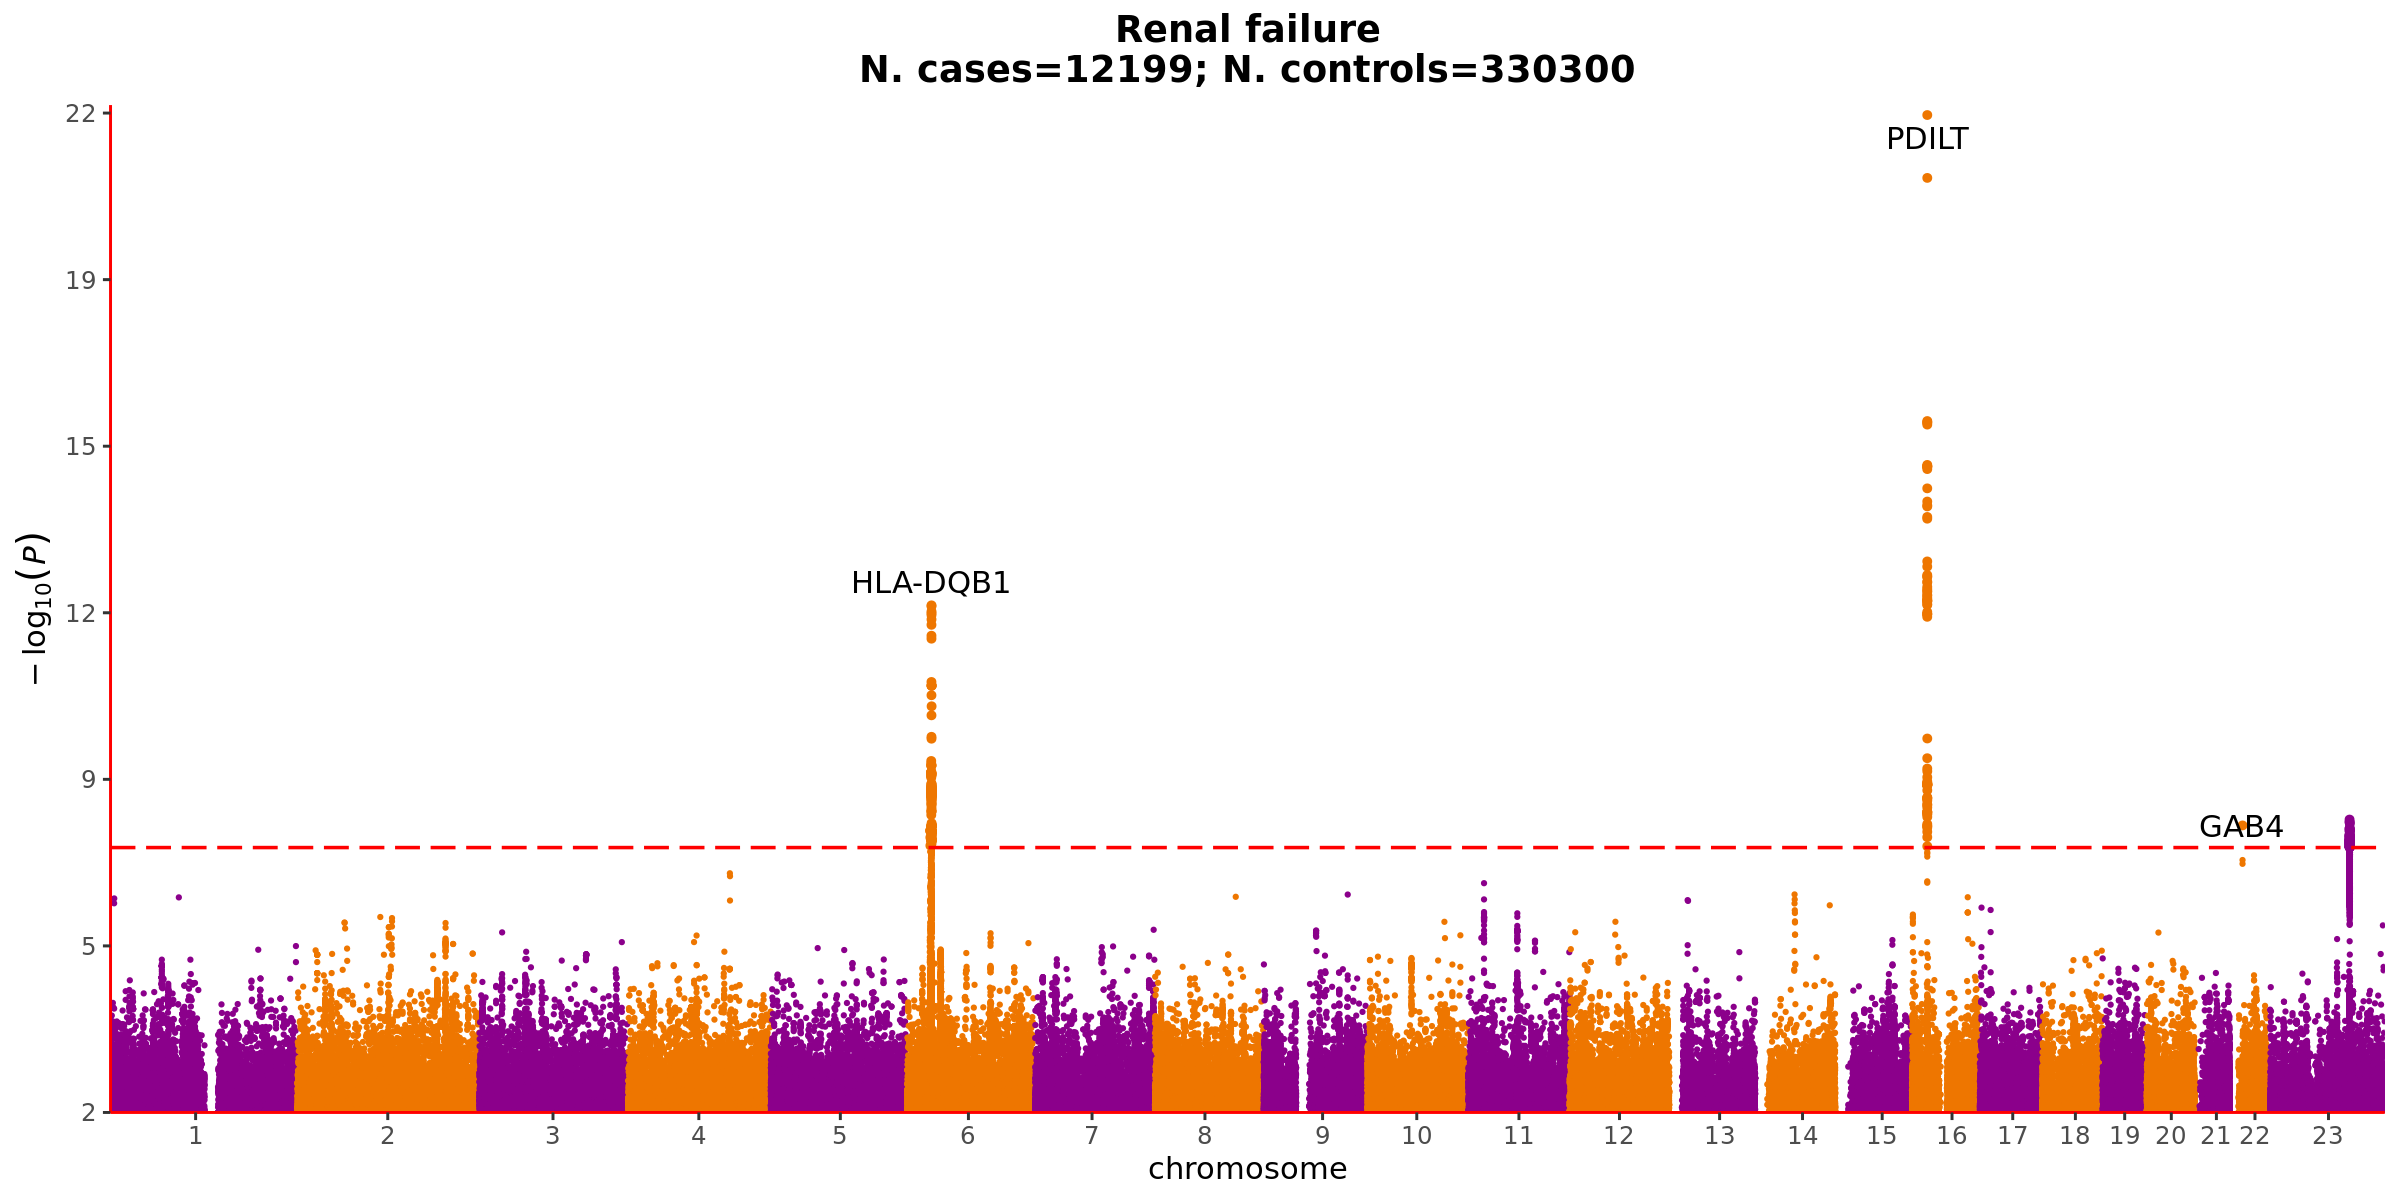 Renal failure
N. cases=12199; N. controls=330300
22
PDILT
19
15
HLA-DQB1
12
9
GAB4
5
2
−log₁₀(P)
1 2 3 4 5 6 7 8 9 10 11 12 13 14 15 16 17 18 19 20 21 22 23
chromosome